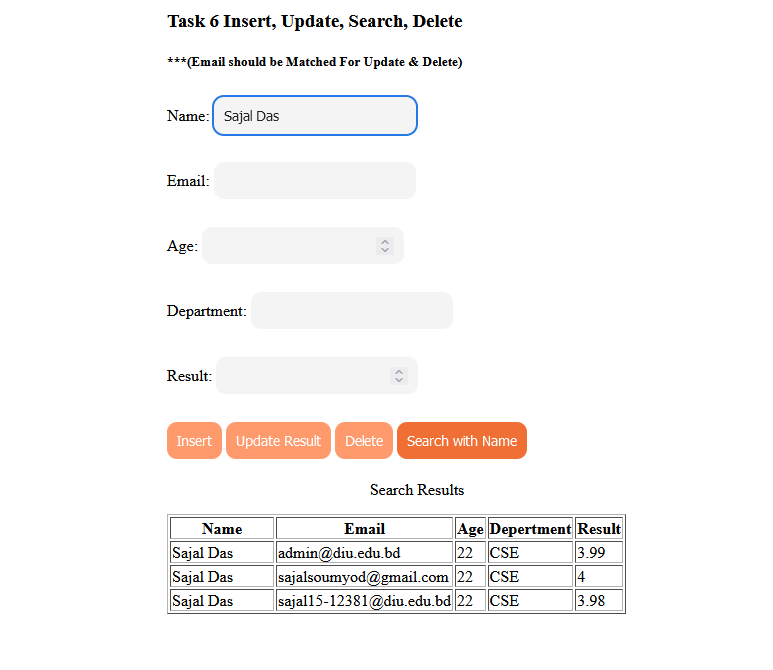 Task 6 Insert, Update, Search, Delete
***(Email should be Matched For Update & Delete)
Name: Sajal Das
Email:
Age:
Department:
Result:
Insert Update Result Delete Search with Name
Search Results
Name Email Age Depertment Result
Sajal Das admin@diu.edu.bd 22 CSE 3.99
Sajal Das sajalsoumyod@gmail.com 22 CSE 4
Sajal Das sajal15-12381@diu.edu.bd 22 CSE 3.98